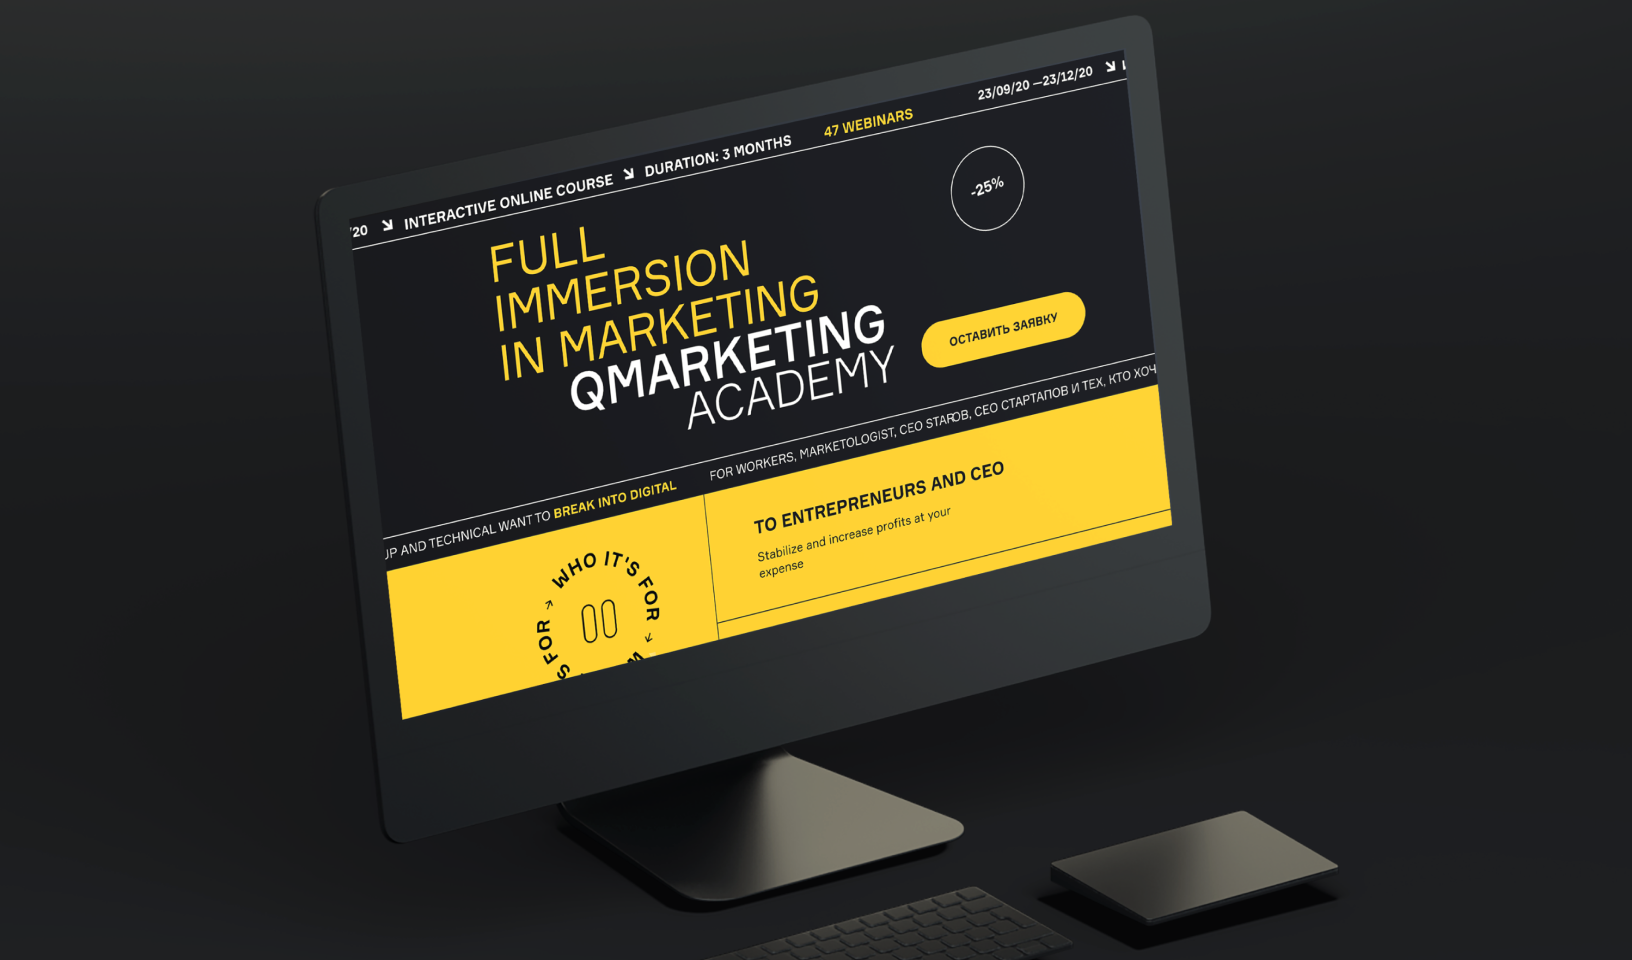 /20 ↘ INTERACTIVE ONLINE COURSE ↘ DURATION: 3 MONTHS 47 WEBINARS 23/09/20 —23/12/20 ↘
-25%
FULL
IMMERSION
IN MARKETING
QMARKETING
ACADEMY
ОСТАВИТЬ ЗАЯВКУ
UP AND TECHNICAL WANT TO BREAK INTO DIGITAL FOR WORKERS, MARKETOLOGIST, CEO STAROB, CEO СТАРТАПОВ И ТЕХ, КТО ХОЧ
WHO IT'S FOR
S FOR
TO ENTREPRENEURS AND CEO
Stabilize and increase profits at your
expense